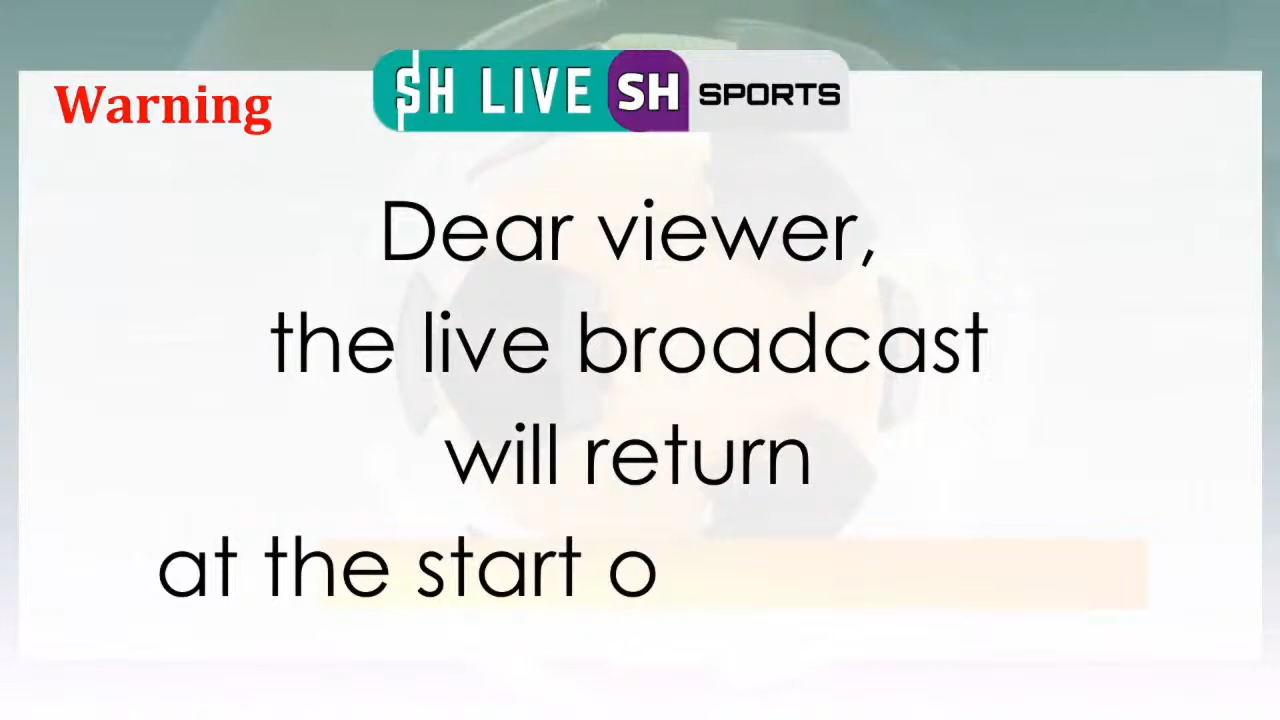 SH LIVE SH SPORTS
Warning
Dear viewer,
the live broadcast
will return
at the start o